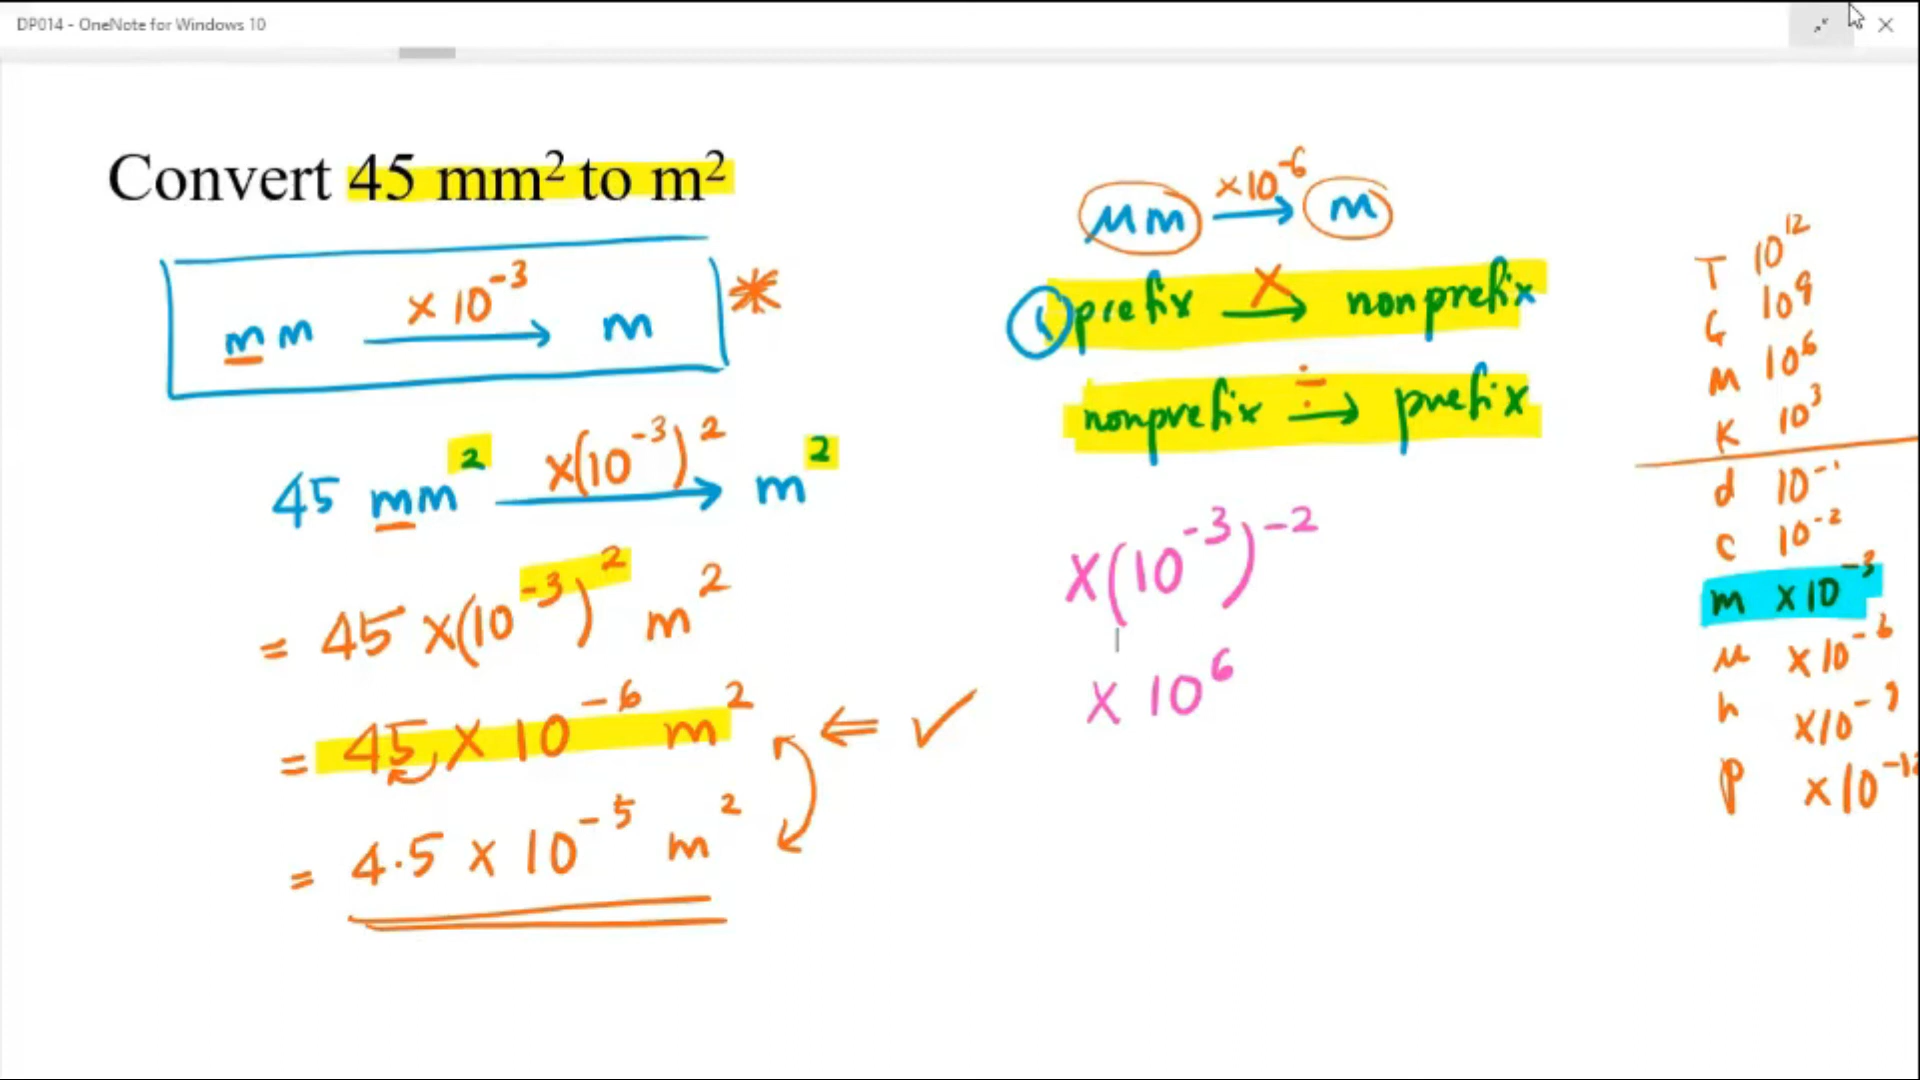 DP014 - OneNote for Windows 10
Convert 45 mm² to m²
mm ×10⁻³ → m *
45 mm² ×(10⁻³)² → m²
= 45 ×(10⁻³)² m²
= 45 × 10⁻⁶ m² ⇐ ✓
= 4.5 × 10⁻⁵ m²
μm ×10⁻⁶ → m
1 prefix × → nonprefix
nonprefix ÷ → prefix
×(10⁻³)⁻²
× 10⁶
T 10¹²
G 10⁹
M 10⁶
K 10³
d 10⁻¹
c 10⁻²
m ×10⁻³
μ ×10⁻⁶
n ×10⁻⁹
p ×10⁻¹²